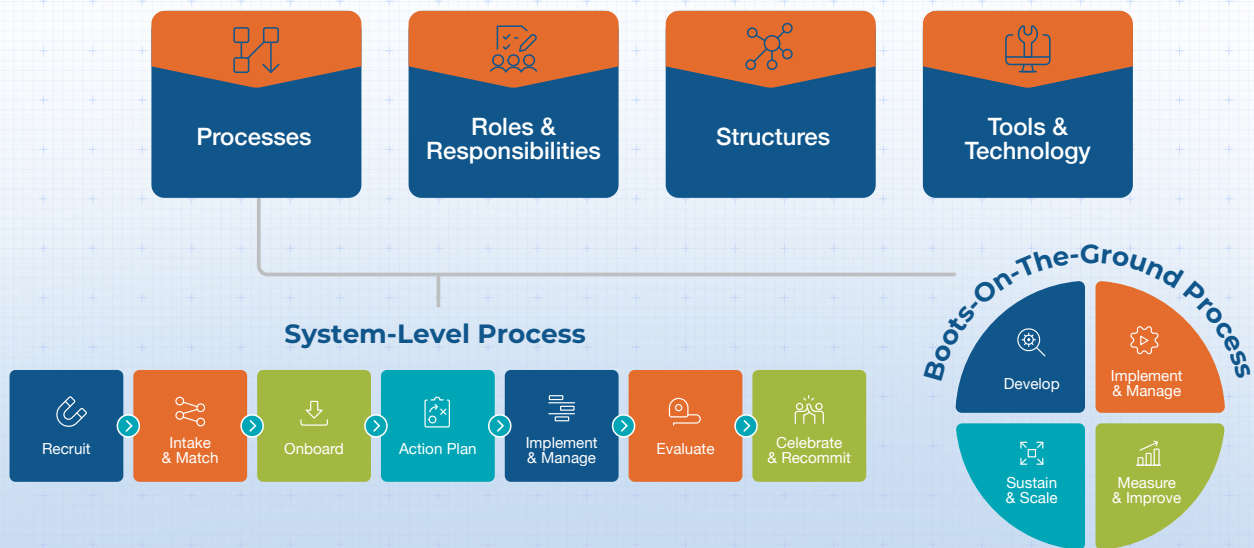 Processes
Roles &
Responsibilities
Structures
Tools &
Technology
System-Level Process
Recruit
Intake
& Match
Onboard
Action Plan
Implement
& Manage
Evaluate
Celebrate
& Recommit
Boots-On-The-Ground Process
Develop
Implement
& Manage
Sustain
& Scale
Measure
& Improve